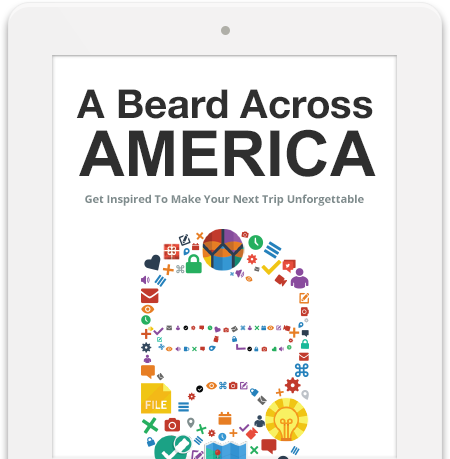 A Beard Across
AMERICA
Get Inspired To Make Your Next Trip Unforgettable
FILE